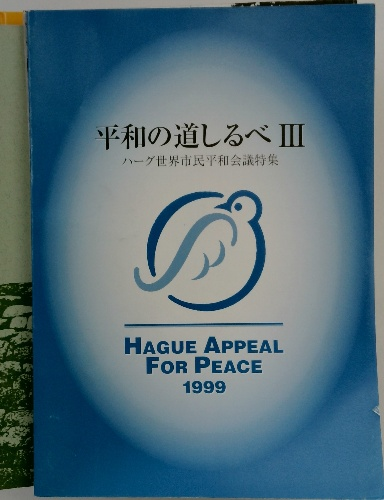 平和の道しるべ III
ハーグ世界市民平和会議特集
HAGUE APPEAL
FOR PEACE
1999